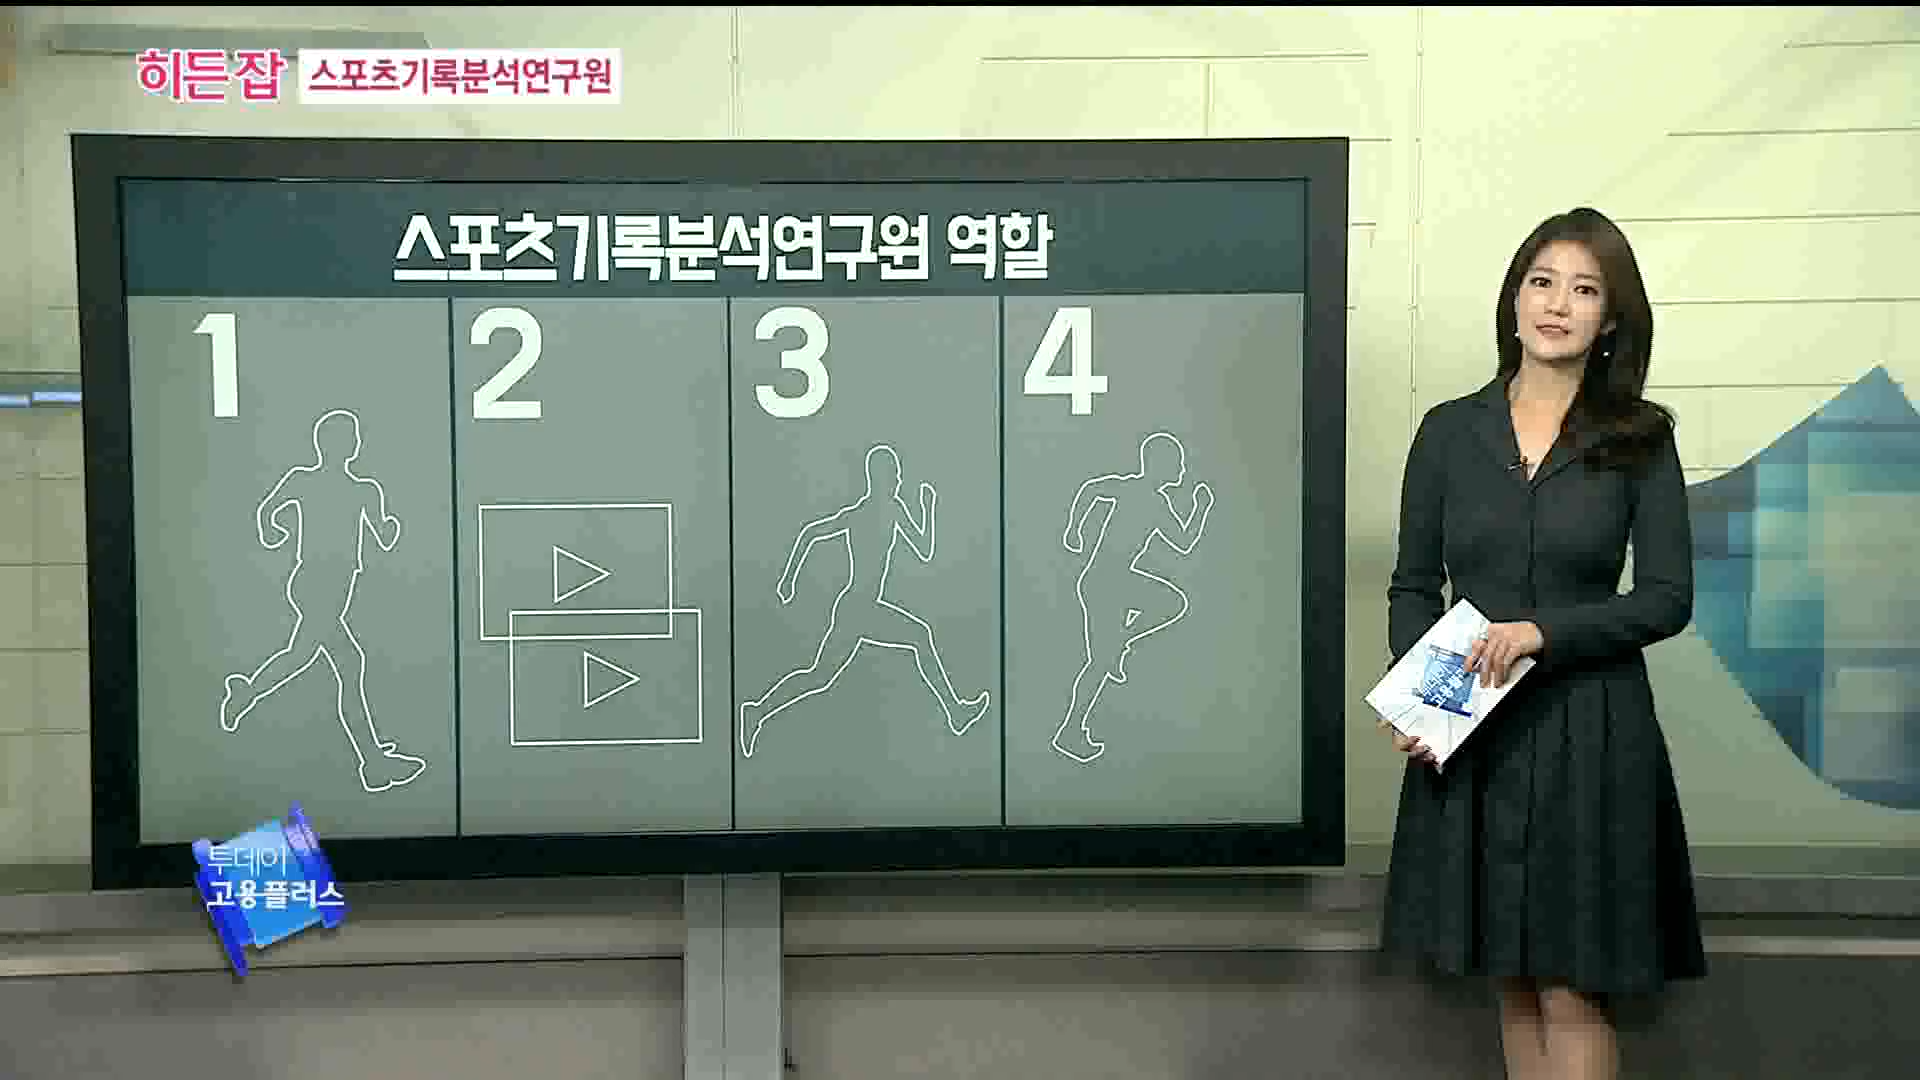 히든잡 스포츠기록분석연구원
스포츠기록분석연구원 역할
1 2 3 4
투데이
고용플러스